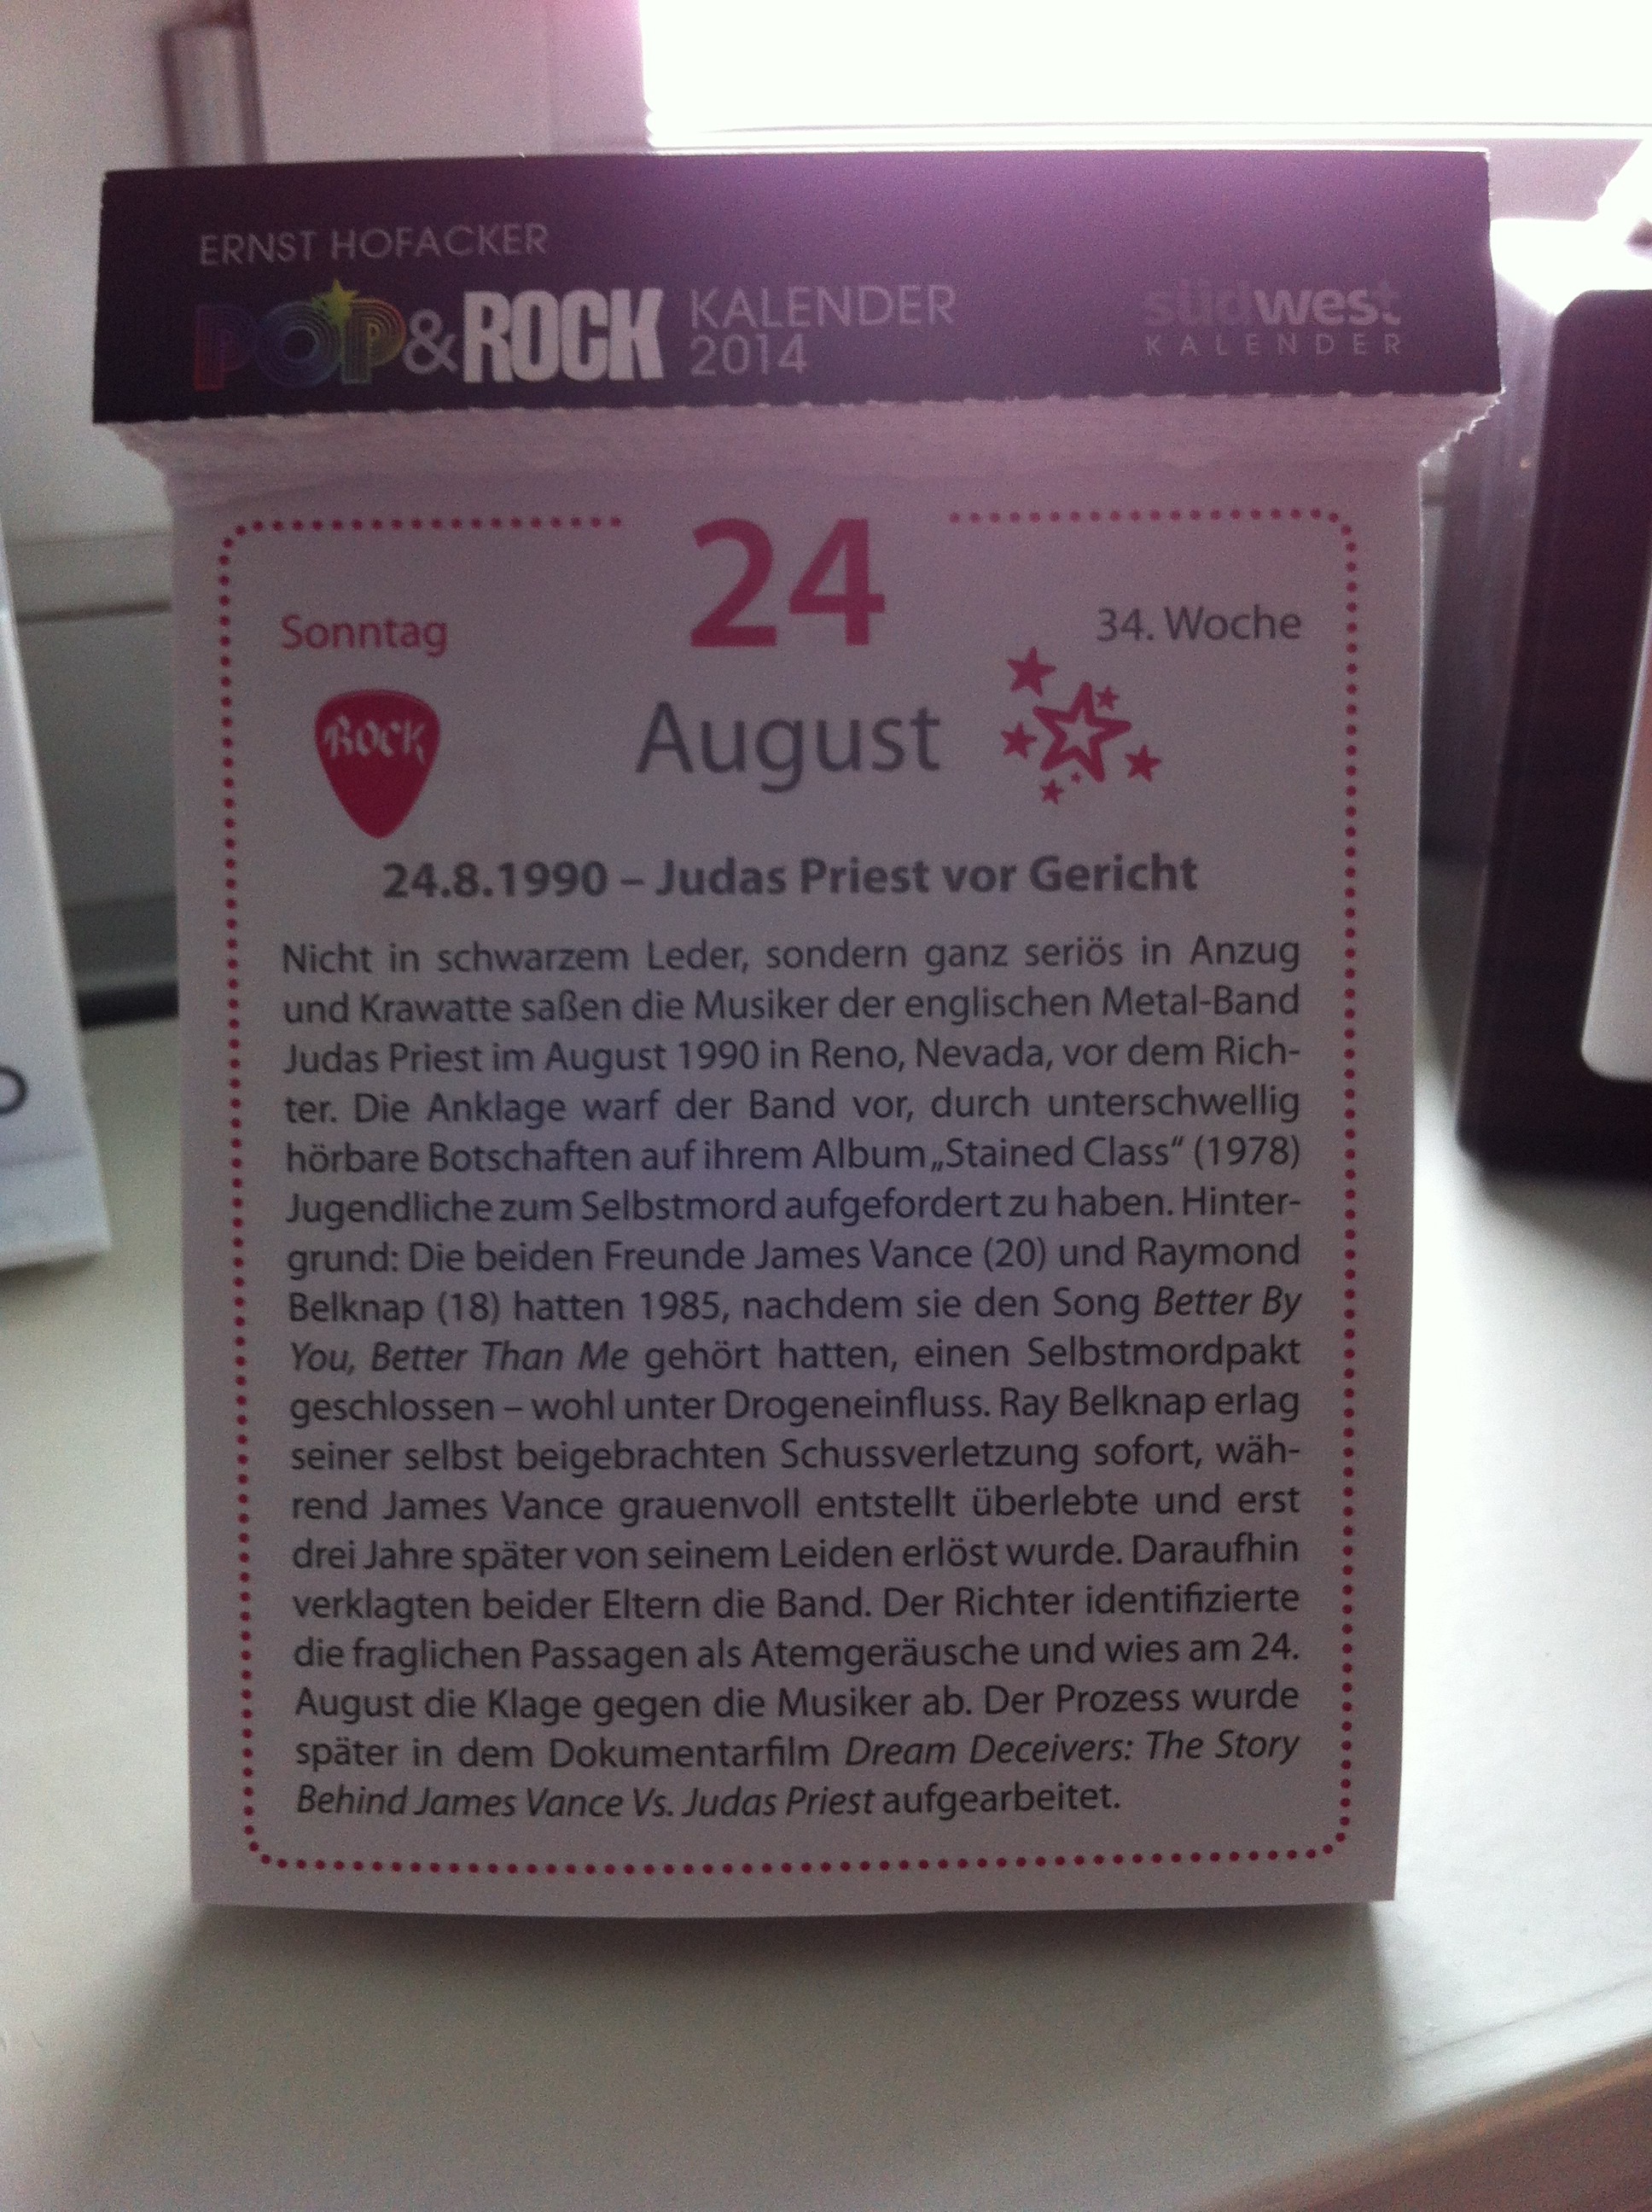 ERNST HOFACKER
POP&ROCK KALENDER 2014
südwest
KALENDER
24
Sonntag
34. Woche
ROCK
August
24.8.1990 – Judas Priest vor Gericht
Nicht in schwarzem Leder, sondern ganz seriös in Anzug
und Krawatte saßen die Musiker der englischen Metal-Band
Judas Priest im August 1990 in Reno, Nevada, vor dem Rich-
ter. Die Anklage warf der Band vor, durch unterschwellig
hörbare Botschaften auf ihrem Album „Stained Class“ (1978)
Jugendliche zum Selbstmord aufgefordert zu haben. Hinter-
grund: Die beiden Freunde James Vance (20) und Raymond
Belknap (18) hatten 1985, nachdem sie den Song Better By
You, Better Than Me gehört hatten, einen Selbstmordpakt
geschlossen – wohl unter Drogeneinfluss. Ray Belknap erlag
seiner selbst beigebrachten Schussverletzung sofort, wäh-
rend James Vance grauenvoll entstellt überlebte und erst
drei Jahre später von seinem Leiden erlöst wurde. Daraufhin
verklagten beider Eltern die Band. Der Richter identifizierte
die fraglichen Passagen als Atemgeräusche und wies am 24.
August die Klage gegen die Musiker ab. Der Prozess wurde
später in dem Dokumentarfilm Dream Deceivers: The Story
Behind James Vance Vs. Judas Priest aufgearbeitet.